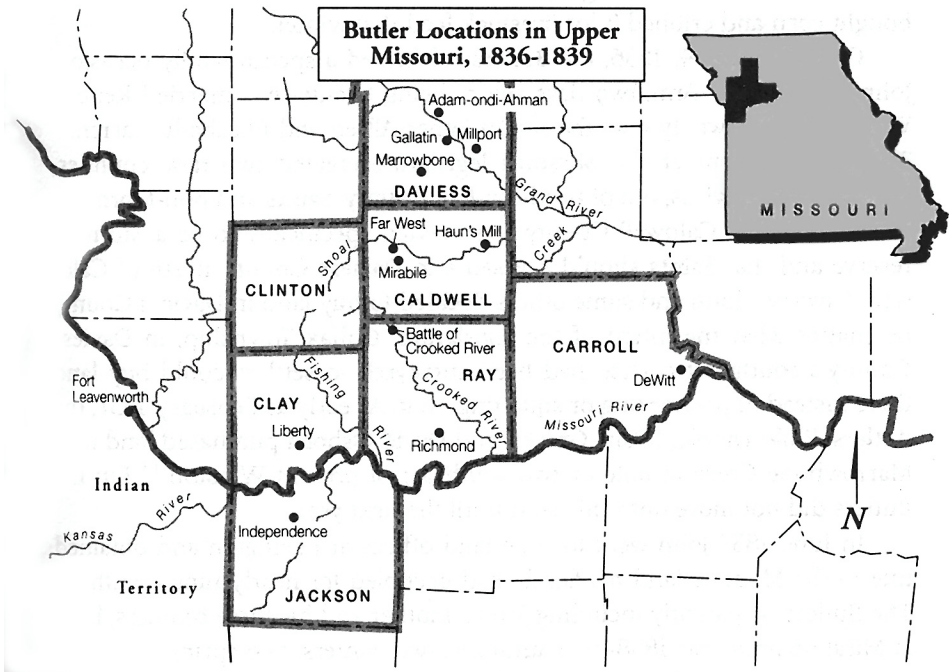 Butler Locations in Upper
Missouri, 1836-1839
MISSOURI
Adam-ondi-Ahman
Gallatin
Millport
Marrowbone
DAVIESS
Grand River
Far West
Haun's Mill
Creek
Shoal
Mirabile
CLINTON
CALDWELL
Battle of
Crooked River
CARROLL
RAY
Fishing
Crooked River
DeWitt
Fort
Leavenworth
CLAY
Missouri River
Liberty
Richmond
River
Indian
River
Kansas
Independence
N
Territory
JACKSON